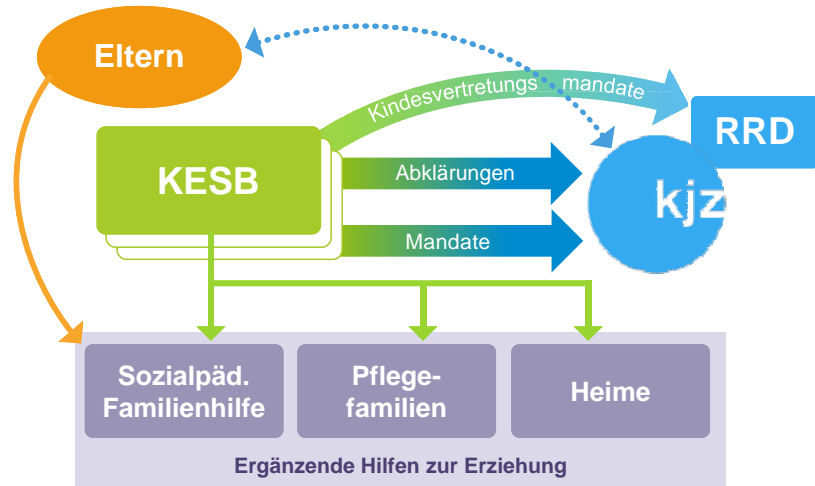 Eltern
Kindesvertretungs mandate
RRD
KESB
Abklärungen
kjz
Mandate
Sozialpäd.
Familienhilfe
Pflege-
familien
Heime
Ergänzende Hilfen zur Erziehung